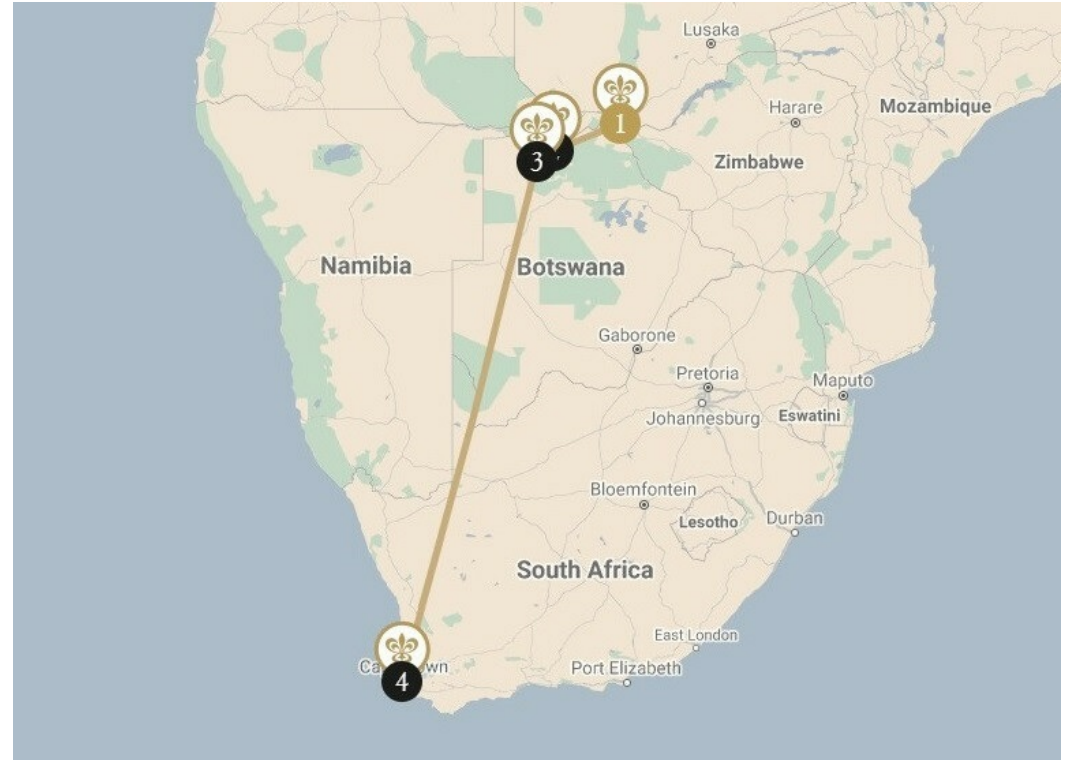 Lusaka
Harare
Mozambique
1
3
Zimbabwe
Namibia
Botswana
Gaborone
Pretoria
Maputo
Johannesburg
Eswatini
Bloemfontein
Lesotho
Durban
South Africa
East London
Port Elizabeth
4